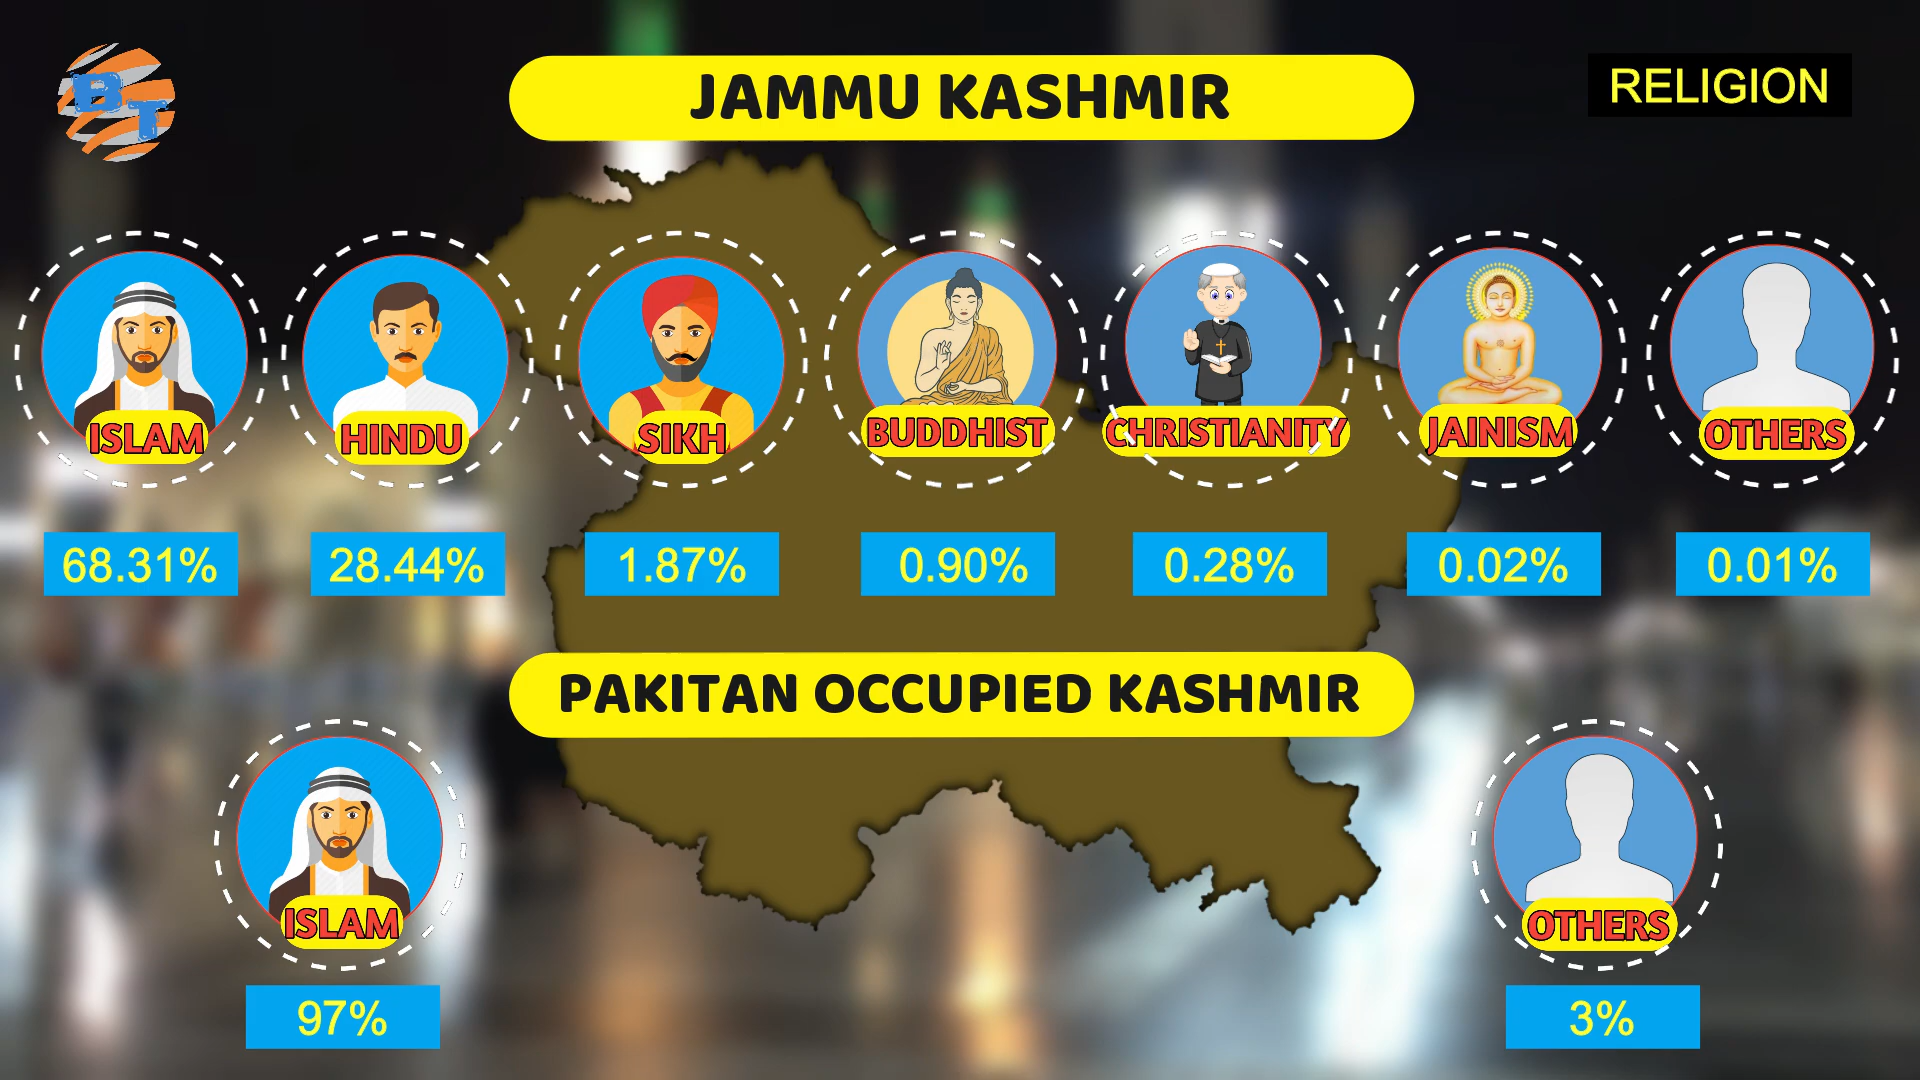 BT
JAMMU KASHMIR
RELIGION
ISLAM
HINDU
SIKH
BUDDHIST
CHRISTIANITY
JAINISM
OTHERS
68.31%
28.44%
1.87%
0.90%
0.28%
0.02%
0.01%
PAKITAN OCCUPIED KASHMIR
ISLAM
OTHERS
97%
3%